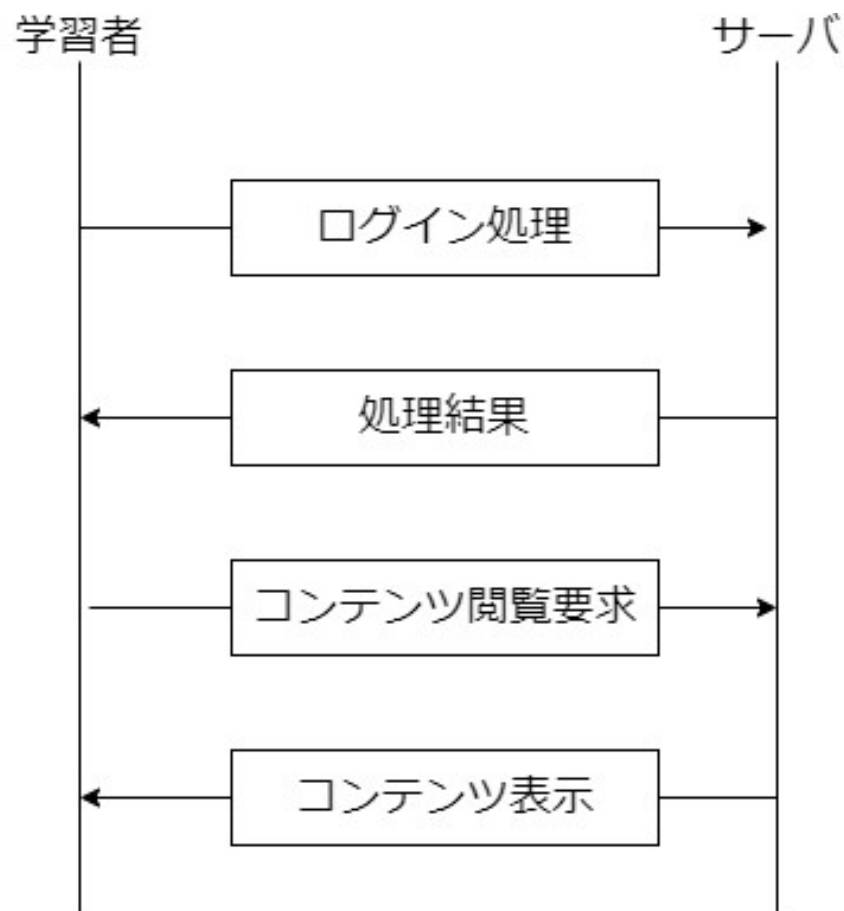 学習者
サーバ
ログイン処理
処理結果
コンテンツ閲覧要求
コンテンツ表示